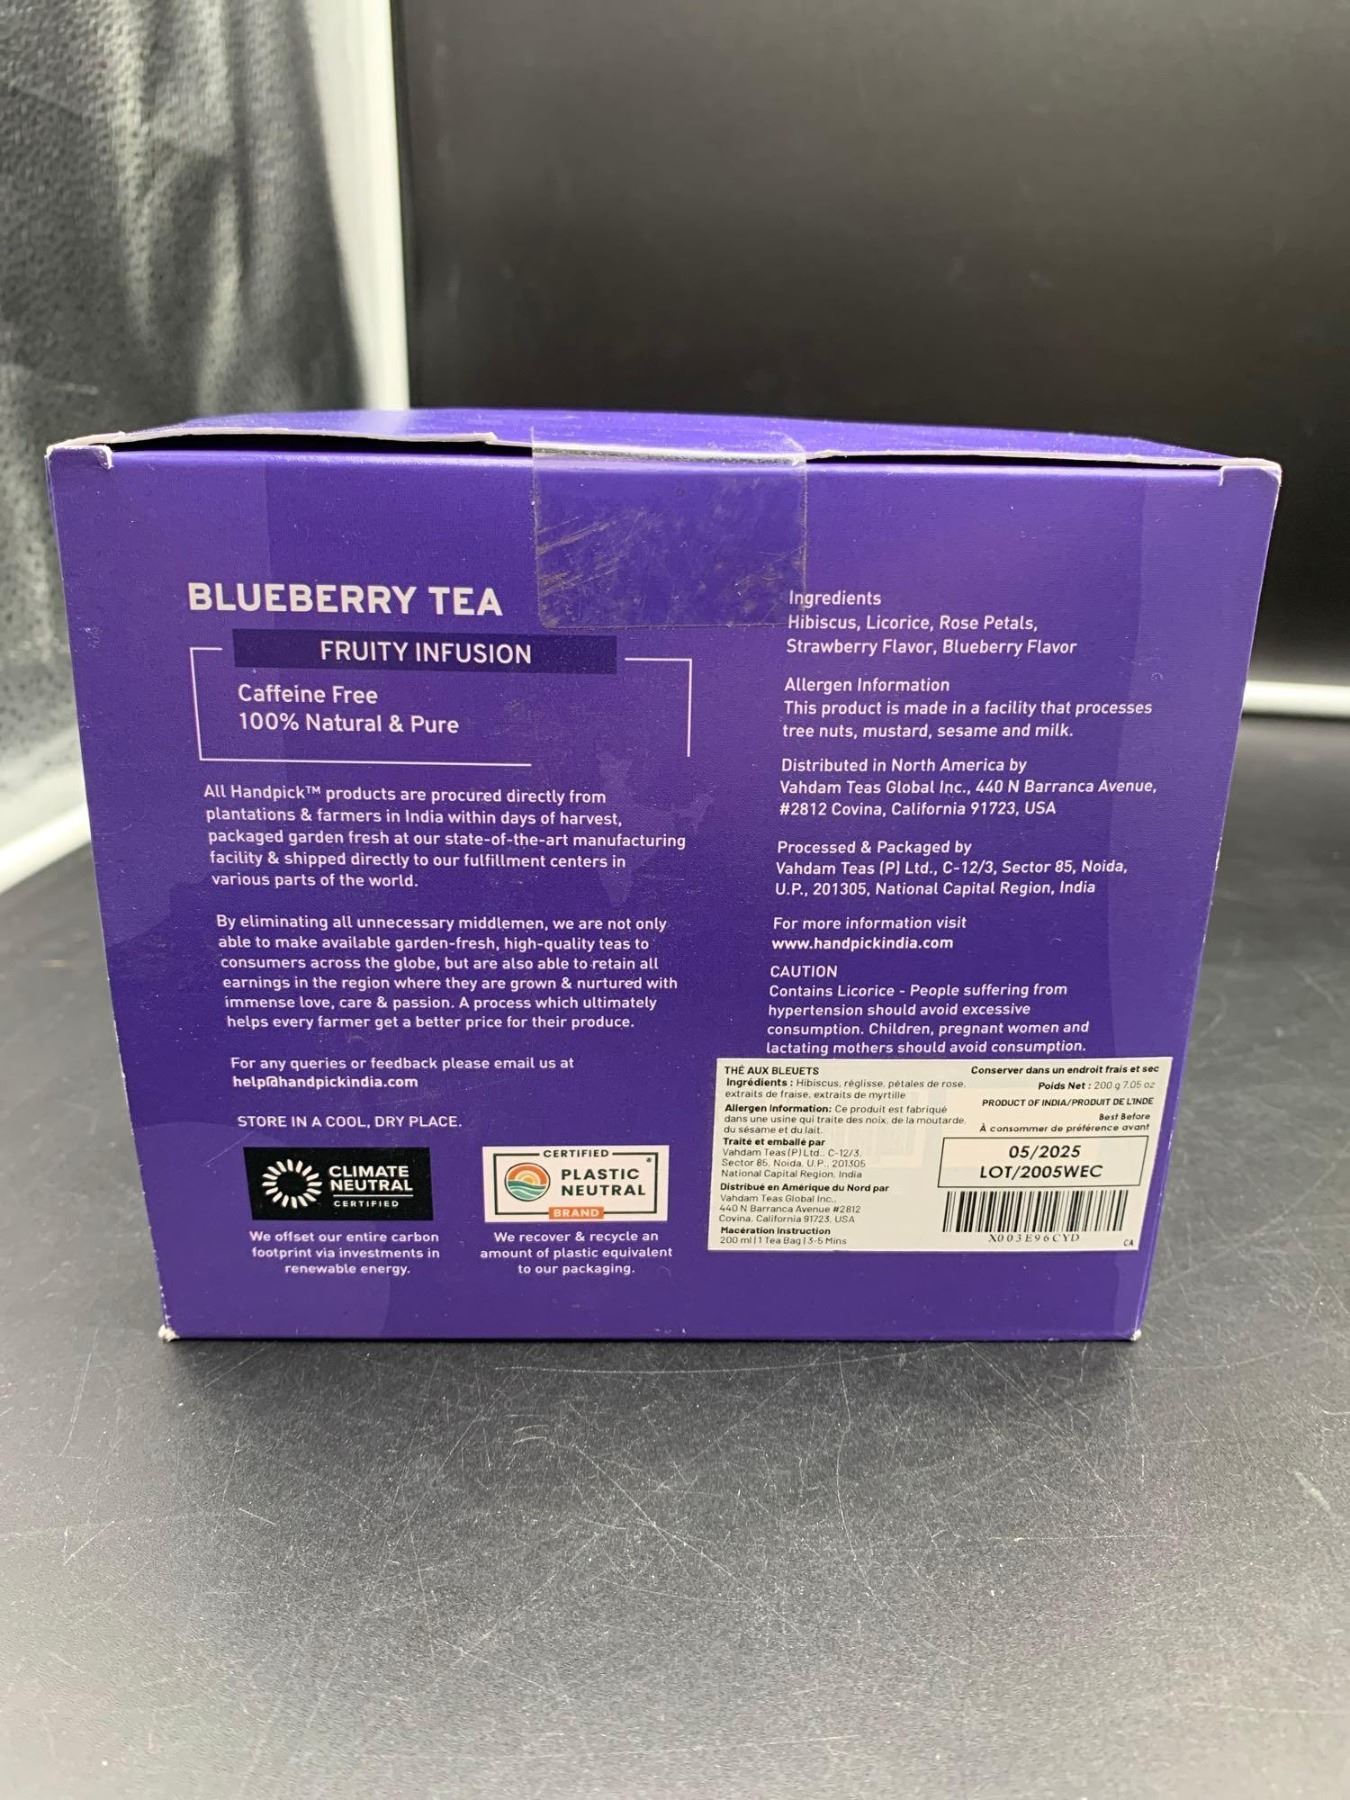 BLUEBERRY TEA
FRUITY INFUSION
Caffeine Free
100% Natural & Pure
All Handpick™ products are procured directly from
plantations & farmers in India within days of harvest,
packaged garden fresh at our state-of-the-art manufacturing
facility & shipped directly to our fulfillment centers in
various parts of the world.
By eliminating all unnecessary middlemen, we are not only
able to make available garden-fresh, high-quality teas to
consumers across the globe, but are also able to retain all
earnings in the region where they are grown & nurtured with
immense love, care & passion. A process which ultimately
helps every farmer get a better price for their produce.
For any queries or feedback please email us at
help@handpickindia.com
STORE IN A COOL, DRY PLACE.
CLIMATE
NEUTRAL
CERTIFIED
We offset our entire carbon
footprint via investments in
renewable energy.
CERTIFIED
PLASTIC
NEUTRAL
BRAND
We recover & recycle an
amount of plastic equivalent
to our packaging.
Ingredients
Hibiscus, Licorice, Rose Petals,
Strawberry Flavor, Blueberry Flavor
Allergen Information
This product is made in a facility that processes
tree nuts, mustard, sesame and milk.
Distributed in North America by
Vahdam Teas Global Inc., 440 N Barranca Avenue,
#2812 Covina, California 91723, USA
Processed & Packaged by
Vahdam Teas (P) Ltd., C-12/3, Sector 85, Noida,
U.P., 201305, National Capital Region, India
For more information visit
www.handpickindia.com
CAUTION
Contains Licorice - People suffering from
hypertension should avoid excessive
consumption. Children, pregnant women and
lactating mothers should avoid consumption.
THÉ AUX BLEUETS
Ingrédients : Hibiscus, réglisse, pétales de rose,
extraits de fraise, extraits de myrtille
Allergen Information: Ce produit est fabriqué
dans une usine qui traite des noix, de la moutarde,
du sésame et du lait.
Traité et emballé par
Vahdam Teas (P) Ltd., C-12/3,
Sector 85, Noida, U.P., 201305
National Capital Region, India
Distribué en Amérique du Nord par
Vahdam Teas Global Inc.,
440 N Barranca Avenue #2812
Covina, California 91723, USA
Macération Instruction
200 ml | 1 Tea Bag | 3-5 Mins
Conserver dans un endroit frais et sec
Poids Net : 200 g 7.05 oz
PRODUCT OF INDIA/PRODUIT DE L'INDE
Best Before
À consommer de préférence avant
05/2025
LOT/2005WEC
X003E96CYD
CA